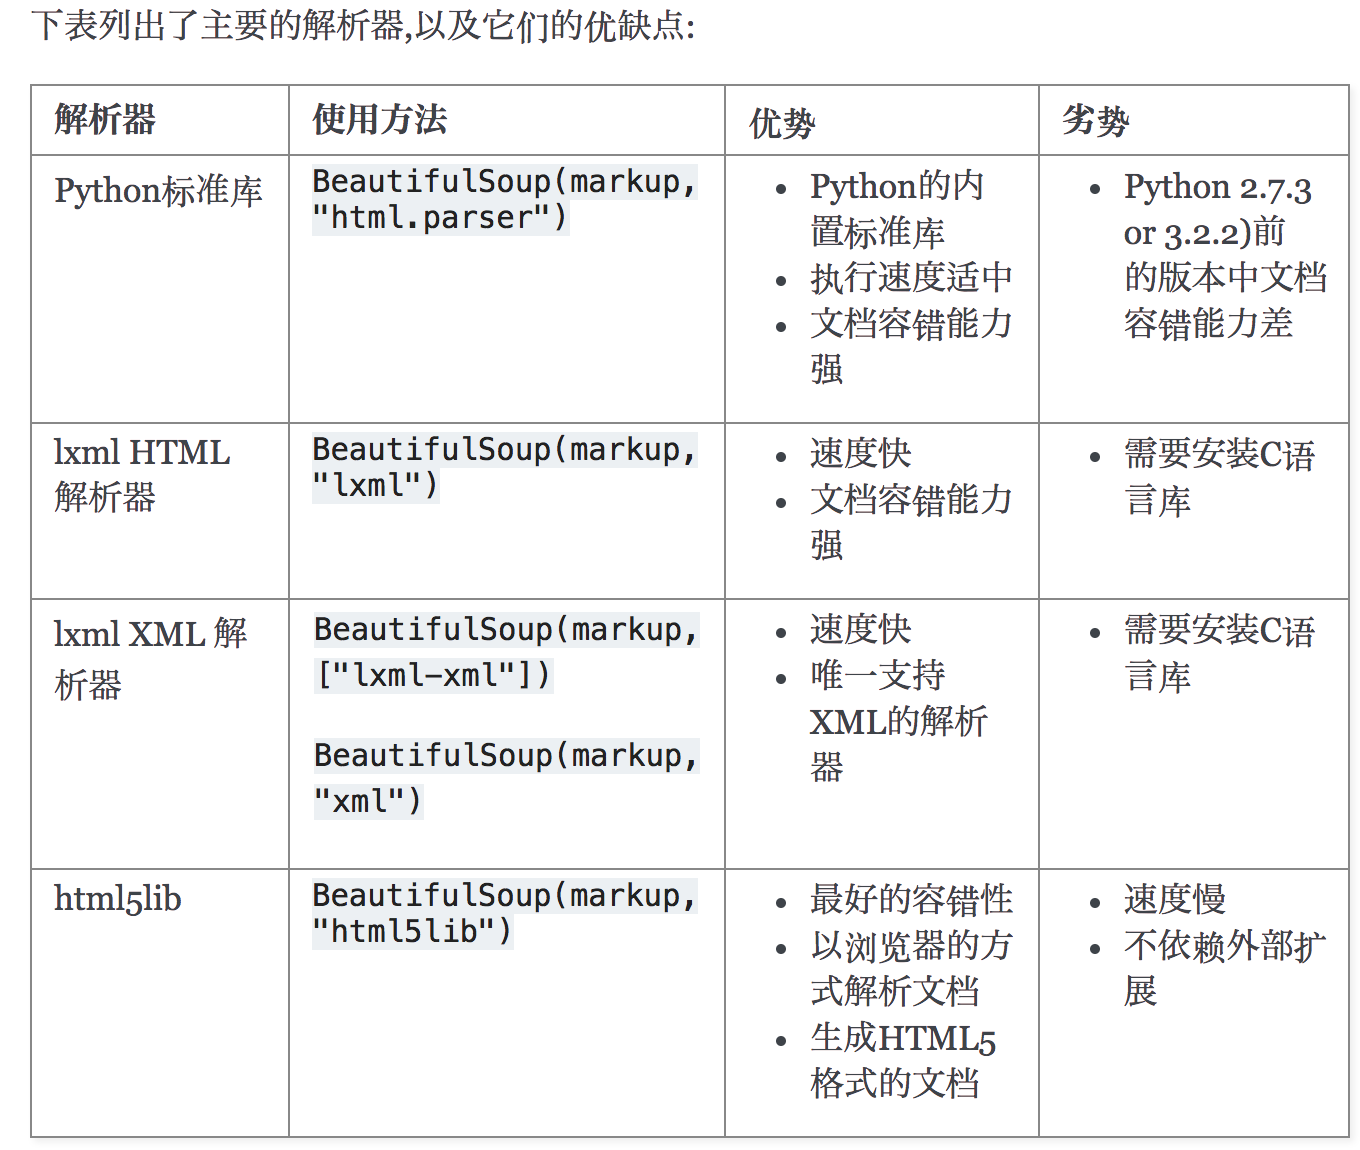 下表列出了主要的解析器,以及它们的优缺点:
解析器
使用方法
优势
劣势
Python标准库
BeautifulSoup(markup,
"html.parser")
Python的内
置标准库
执行速度适中
文档容错能力
强
Python 2.7.3
or 3.2.2)前
的版本中文档
容错能力差
lxml HTML
解析器
BeautifulSoup(markup,
"lxml")
速度快
文档容错能力
强
需要安装C语
言库
lxml XML 解
析器
BeautifulSoup(markup,
["lxml-xml"])
BeautifulSoup(markup,
"xml")
速度快
唯一支持
XML的解析
器
需要安装C语
言库
html5lib
BeautifulSoup(markup,
"html5lib")
最好的容错性
以浏览器的方
式解析文档
生成HTML5
格式的文档
速度慢
不依赖外部扩
展